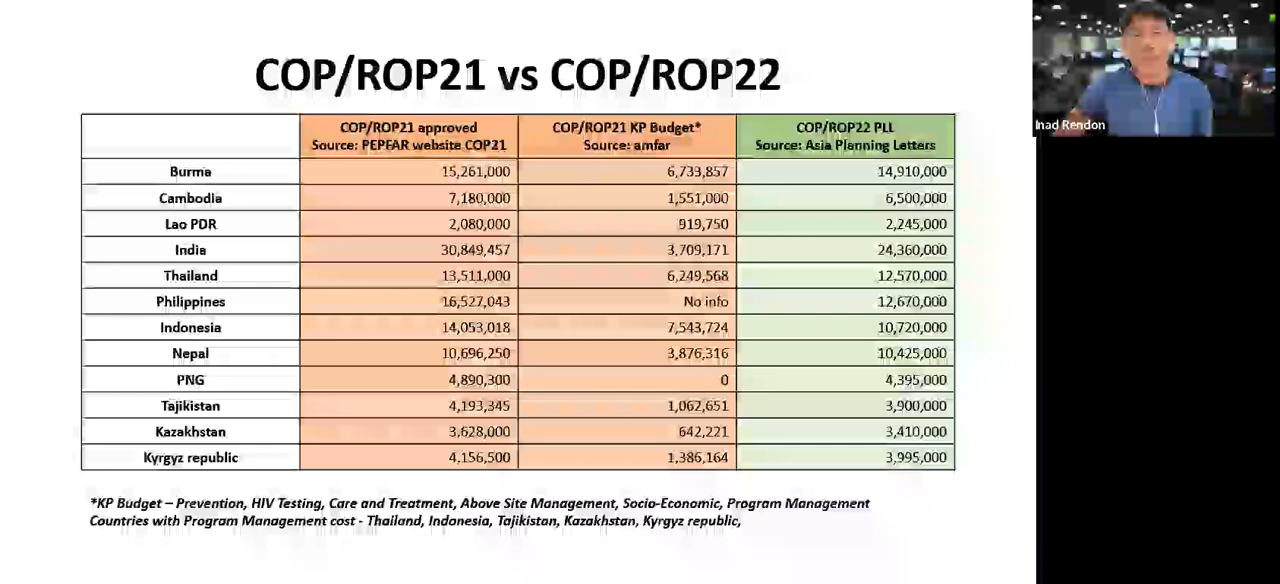 COP/ROP21 vs COP/ROP22
COP/ROP21 approved COP/ROP21 KP Budget* COP/ROP22 PLL
Source: PEPFAR website COP21 Source: amfar Source: Asia Planning Letters
Burma 15,261,000 6,733,857 14,910,000
Cambodia 7,180,000 1,551,000 6,500,000
Lao PDR 2,080,000 919,750 2,245,000
India 30,849,457 3,709,171 24,360,000
Thailand 13,511,000 6,249,568 12,570,000
Philippines 16,527,043 No info 12,670,000
Indonesia 14,053,018 7,543,724 10,720,000
Nepal 10,696,250 3,876,316 10,425,000
PNG 4,890,300 0 4,395,000
Tajikistan 4,193,345 1,062,651 3,900,000
Kazakhstan 3,628,000 642,221 3,410,000
Kyrgyz republic 4,156,500 1,386,164 3,995,000
*KP Budget – Prevention, HIV Testing, Care and Treatment, Above Site Management, Socio-Economic, Program Management
Countries with Program Management cost - Thailand, Indonesia, Tajikistan, Kazakhstan, Kyrgyz republic,
Inad Rendon